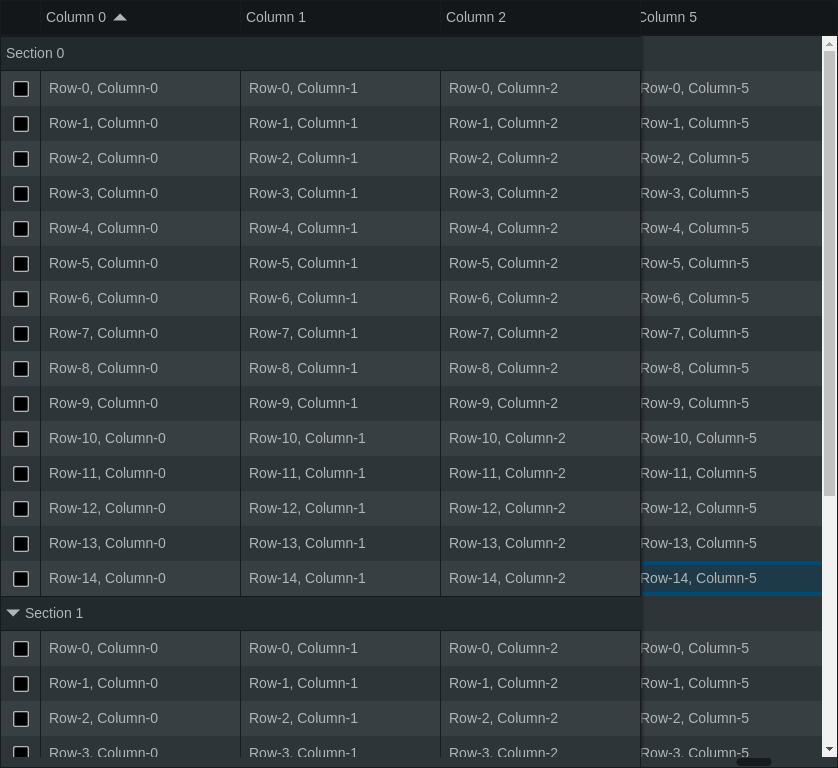 Column 0 Column 1 Column 2 Column 5
Section 0
Row-0, Column-0 Row-0, Column-1 Row-0, Column-2 Row-0, Column-5
Row-1, Column-0 Row-1, Column-1 Row-1, Column-2 Row-1, Column-5
Row-2, Column-0 Row-2, Column-1 Row-2, Column-2 Row-2, Column-5
Row-3, Column-0 Row-3, Column-1 Row-3, Column-2 Row-3, Column-5
Row-4, Column-0 Row-4, Column-1 Row-4, Column-2 Row-4, Column-5
Row-5, Column-0 Row-5, Column-1 Row-5, Column-2 Row-5, Column-5
Row-6, Column-0 Row-6, Column-1 Row-6, Column-2 Row-6, Column-5
Row-7, Column-0 Row-7, Column-1 Row-7, Column-2 Row-7, Column-5
Row-8, Column-0 Row-8, Column-1 Row-8, Column-2 Row-8, Column-5
Row-9, Column-0 Row-9, Column-1 Row-9, Column-2 Row-9, Column-5
Row-10, Column-0 Row-10, Column-1 Row-10, Column-2 Row-10, Column-5
Row-11, Column-0 Row-11, Column-1 Row-11, Column-2 Row-11, Column-5
Row-12, Column-0 Row-12, Column-1 Row-12, Column-2 Row-12, Column-5
Row-13, Column-0 Row-13, Column-1 Row-13, Column-2 Row-13, Column-5
Row-14, Column-0 Row-14, Column-1 Row-14, Column-2 Row-14, Column-5
Section 1
Row-0, Column-0 Row-0, Column-1 Row-0, Column-2 Row-0, Column-5
Row-1, Column-0 Row-1, Column-1 Row-1, Column-2 Row-1, Column-5
Row-2, Column-0 Row-2, Column-1 Row-2, Column-2 Row-2, Column-5
Row-3, Column-0 Row-3, Column-1 Row-3, Column-2 Row-3, Column-5